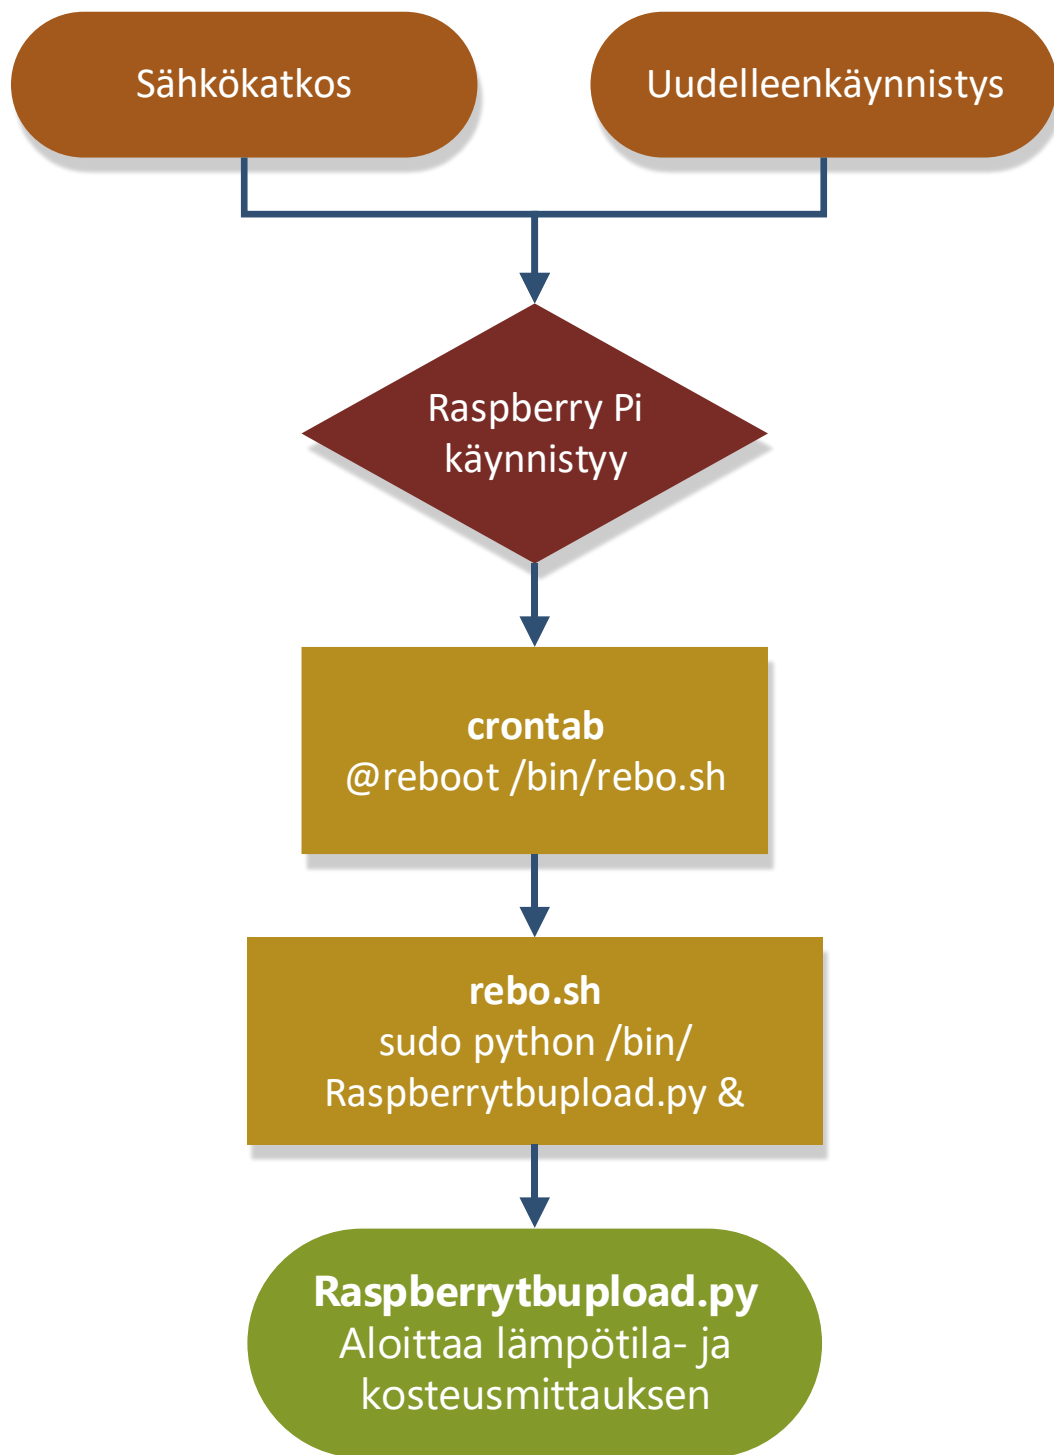 Sähkökatkos
Uudelleenkäynnistys
Raspberry Pi
käynnistyy
crontab
@reboot /bin/rebo.sh
rebo.sh
sudo python /bin/
Raspberrytbupload.py &
Raspberrytbupload.py
Aloittaa lämpötila- ja
kosteusmittauksen